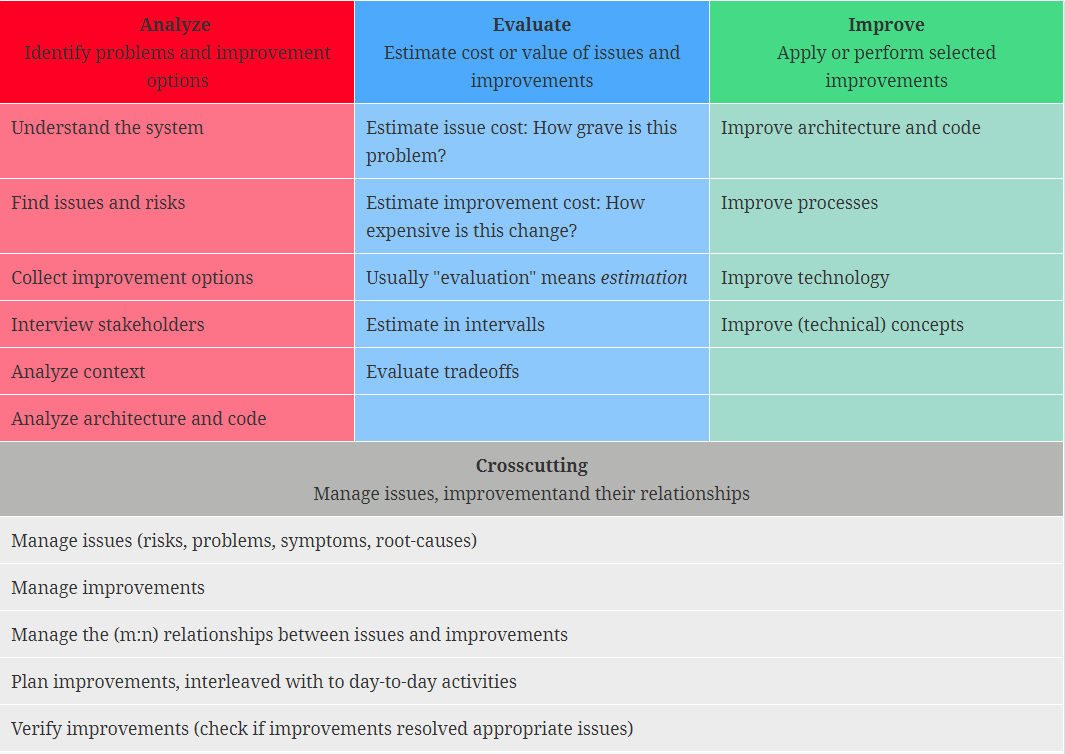 Analyze
Identify problems and improvement
options
Evaluate
Estimate cost or value of issues and
improvements
Improve
Apply or perform selected
improvements
Understand the system
Estimate issue cost: How grave is this
problem?
Improve architecture and code
Find issues and risks
Estimate improvement cost: How
expensive is this change?
Improve processes
Collect improvement options
Usually "evaluation" means estimation
Improve technology
Interview stakeholders
Estimate in intervalls
Improve (technical) concepts
Analyze context
Evaluate tradeoffs
Analyze architecture and code
Crosscutting
Manage issues, improvementand their relationships
Manage issues (risks, problems, symptoms, root-causes)
Manage improvements
Manage the (m:n) relationships between issues and improvements
Plan improvements, interleaved with to day-to-day activities
Verify improvements (check if improvements resolved appropriate issues)